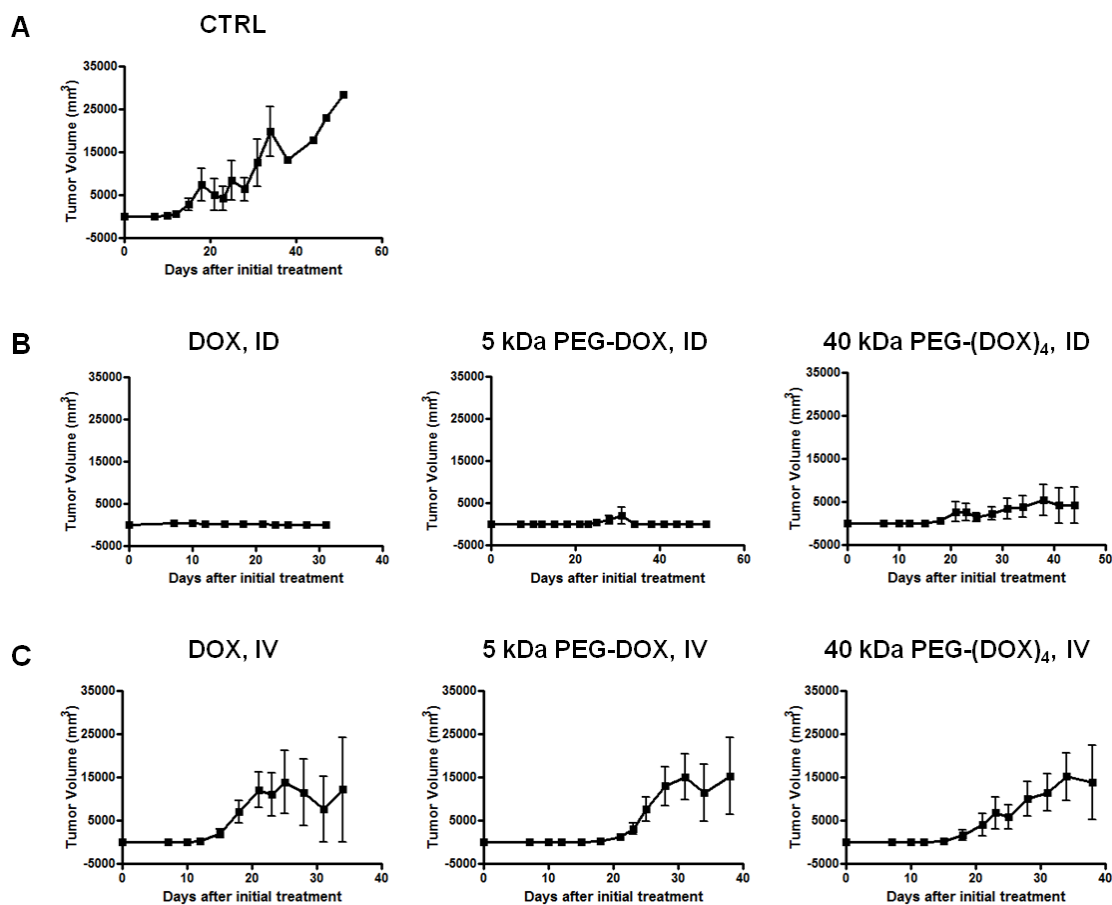 A
CTRL
35000
25000
15000
5000
-5000
Tumor Volume (mm³)
0
20
40
60
Days after initial treatment
B
DOX, ID
35000
25000
15000
5000
-5000
Tumor Volume (mm³)
0
10
20
30
40
Days after initial treatment
5 kDa PEG-DOX, ID
35000
25000
15000
5000
-5000
Tumor Volume (mm³)
0
20
40
60
Days after initial treatment
40 kDa PEG-(DOX)₄, ID
35000
25000
15000
5000
-5000
Tumor Volume (mm³)
0
10
20
30
40
50
Days after initial treatment
C
DOX, IV
35000
25000
15000
5000
-5000
Tumor Volume (mm³)
0
10
20
30
40
Days after initial treatment
5 kDa PEG-DOX, IV
35000
25000
15000
5000
-5000
Tumor Volume (mm³)
0
10
20
30
40
Days after initial treatment
40 kDa PEG-(DOX)₄, IV
35000
25000
15000
5000
-5000
Tumor Volume (mm³)
0
10
20
30
40
Days after initial treatment